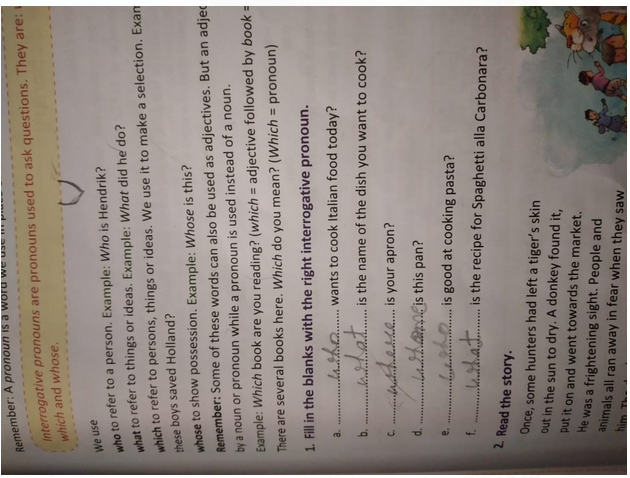 Remember: A pronoun is a word we use in
Interrogative pronouns are pronouns used to ask questions. They are:
which and whose.
We use
who to refer to a person. Example: Who is Hendrik?
what to refer to things or ideas. Example: What did he do?
which to refer to persons, things or ideas. We use it to make a selection. Exam
these boys saved Holland?
whose to show possession. Example: Whose is this?
Remember: Some of these words can also be used as adjectives. But an adjec
by a noun or pronoun while a pronoun is used instead of a noun.
Example: Which book are you reading? (which = adjective followed by book =
There are several books here. Which do you mean? (Which = pronoun)
1. Fill in the blanks with the right interrogative pronoun.
a. who wants to cook Italian food today?
b. what is the name of the dish you want to cook?
c. is your apron?
d. is this pan?
e. who is good at cooking pasta?
f. what is the recipe for Spaghetti alla Carbonara?
2. Read the story.
Once, some hunters had left a tiger's skin
out in the sun to dry. A donkey found it,
put it on and went towards the market.
He was a frightening sight. People and
animals all ran away in fear when they saw
him.